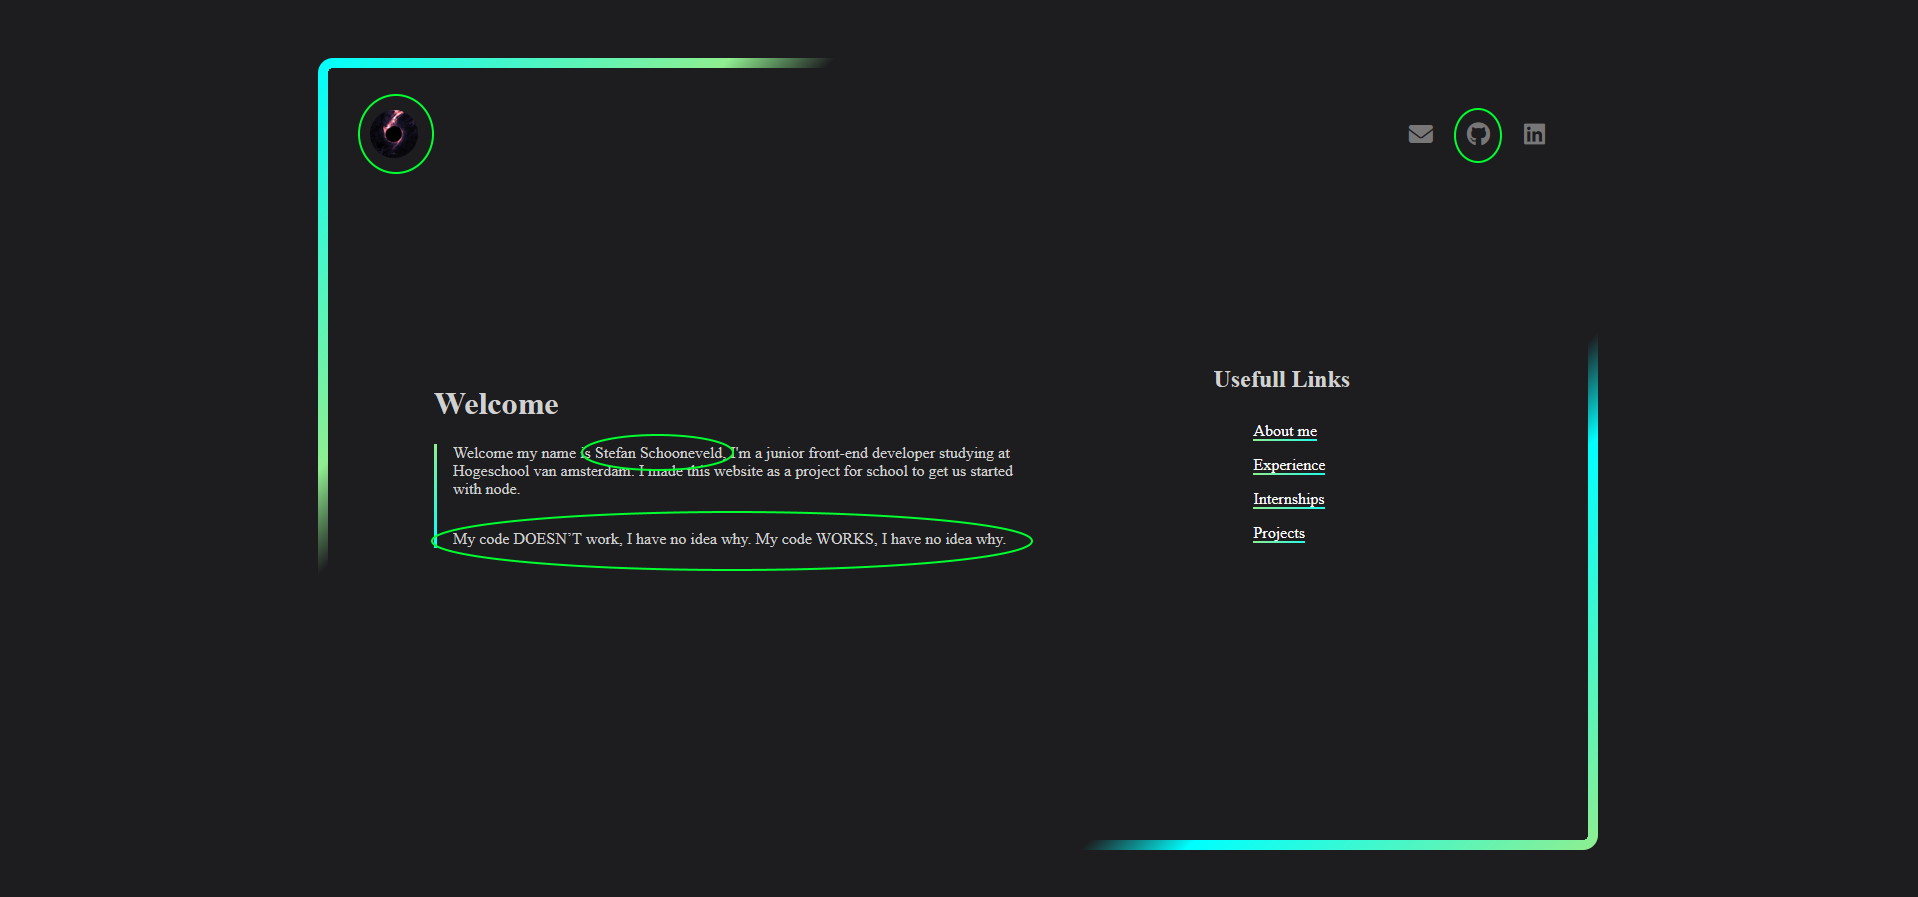 Welcome
Welcome my name is Stefan Schooneveld, I'm a junior front-end developer studying at
Hogeschool van amsterdam. I made this website as a project for school to get us started
with node.
My code DOESN’T work, I have no idea why. My code WORKS, I have no idea why.
Usefull Links
About me
Experience
Internships
Projects